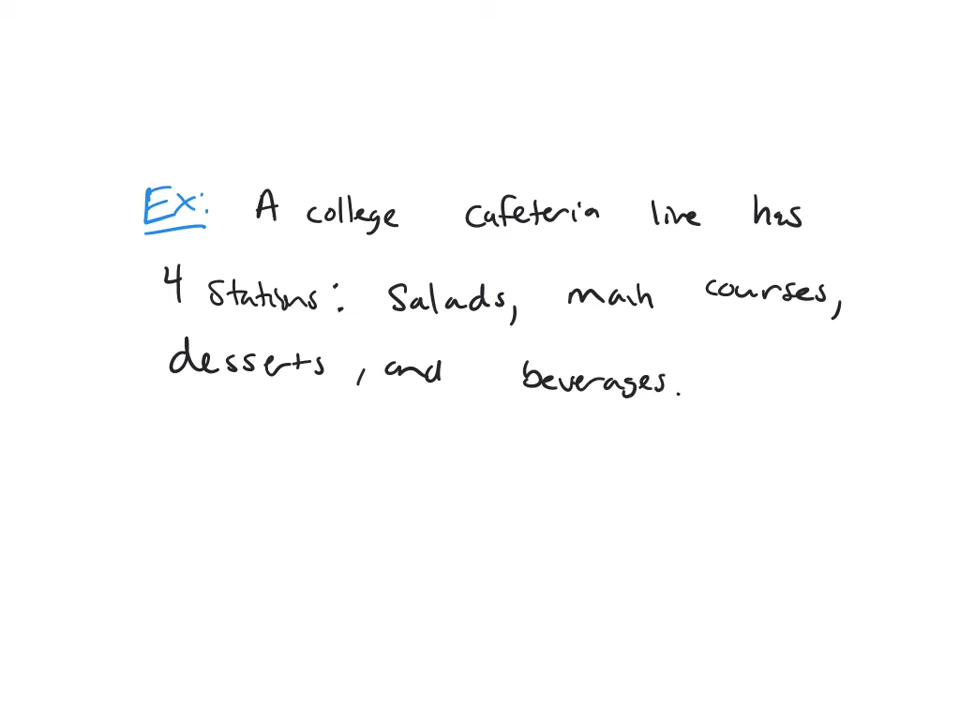 Ex: A college cafeteria line has
4 stations: Salads, main courses,
desserts, and beverages.